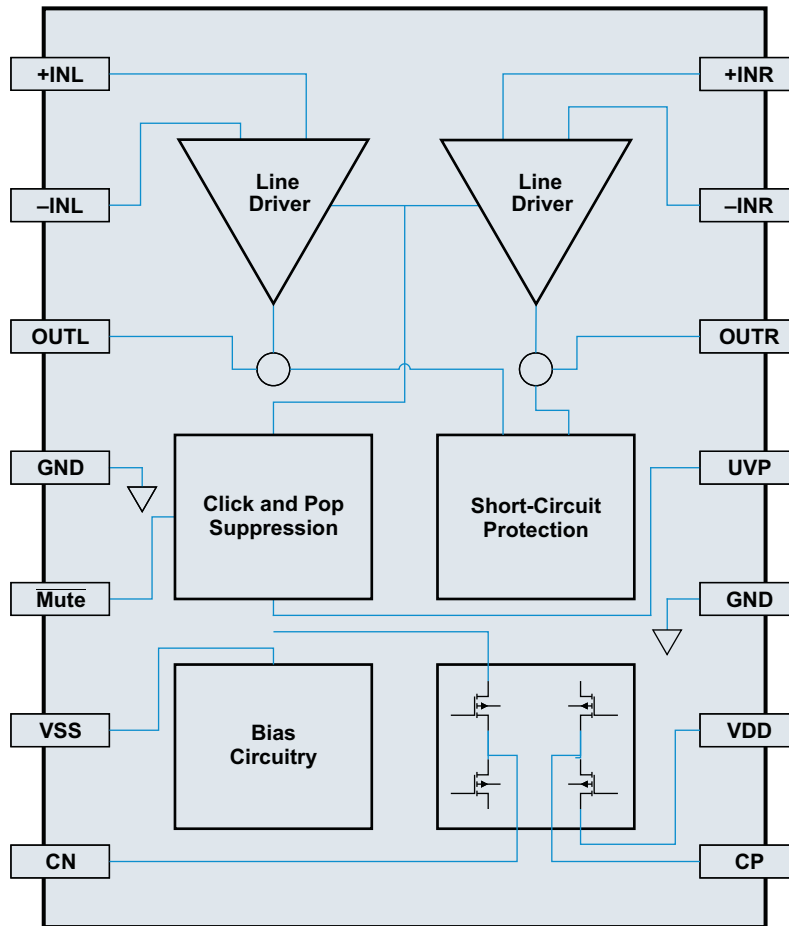 +INL
+INR
Line
Driver
Line
Driver
–INL
–INR
OUTL
OUTR
GND
UVP
Click and Pop
Suppression
Short-Circuit
Protection
Mute
GND
VSS
Bias
Circuitry
VDD
CN
CP